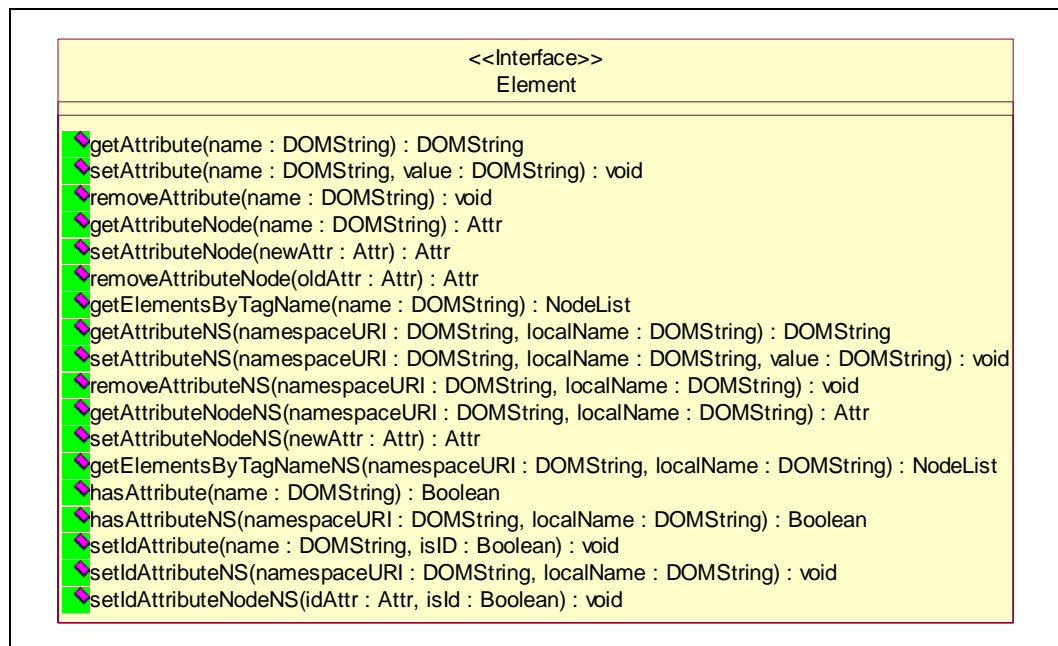 <<Interface>>
Element
getAttribute(name : DOMString) : DOMString
setAttribute(name : DOMString, value : DOMString) : void
removeAttribute(name : DOMString) : void
getAttributeNode(name : DOMString) : Attr
setAttributeNode(newAttr : Attr) : Attr
removeAttributeNode(oldAttr : Attr) : Attr
getElementsByTagName(name : DOMString) : NodeList
getAttributeNS(namespaceURI : DOMString, localName : DOMString) : DOMString
setAttributeNS(namespaceURI : DOMString, localName : DOMString, value : DOMString) : void
removeAttributeNS(namespaceURI : DOMString, localName : DOMString) : void
getAttributeNodeNS(namespaceURI : DOMString, localName : DOMString) : Attr
setAttributeNodeNS(newAttr : Attr) : Attr
getElementsByTagNameNS(namespaceURI : DOMString, localName : DOMString) : NodeList
hasAttribute(name : DOMString) : Boolean
hasAttributeNS(namespaceURI : DOMString, localName : DOMString) : Boolean
setIdAttribute(name : DOMString, isID : Boolean) : void
setIdAttributeNS(namespaceURI : DOMString, localName : DOMString) : void
setIdAttributeNodeNS(idAttr : Attr, isId : Boolean) : void